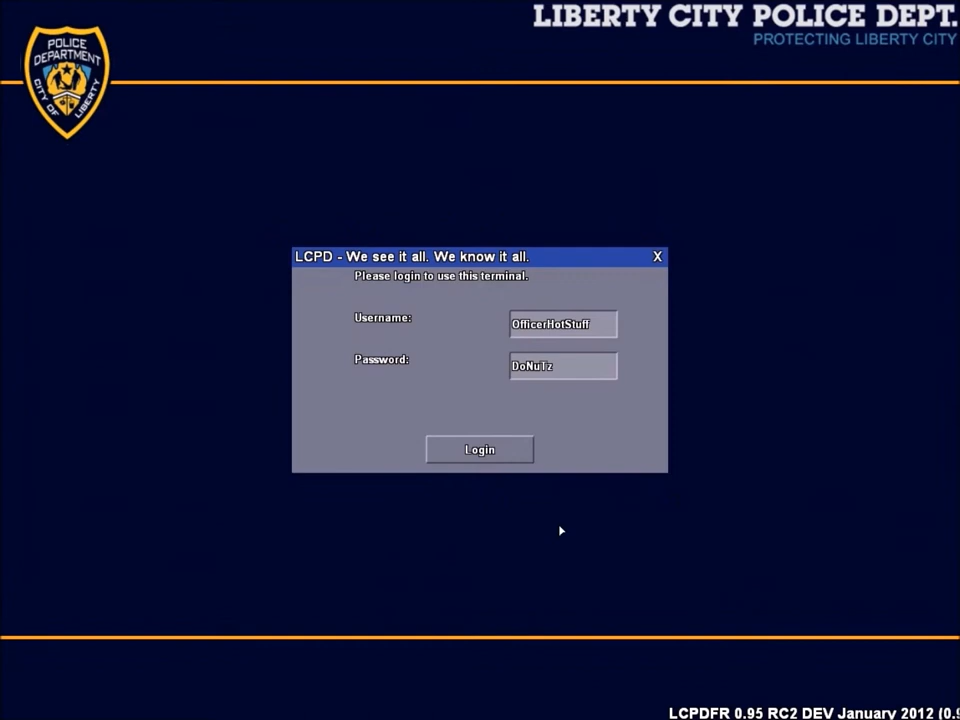 LIBERTY CITY POLICE DEPT.
PROTECTING LIBERTY CITY
POLICE
DEPARTMENT
CITY OF LIBERTY
LCPD - We see it all. We know it all. X
Please login to use this terminal.
Username: OfficerHotStuff
Password: DoNuTz
Login
LCPDFR 0.95 RC2 DEV January 2012 (0.9